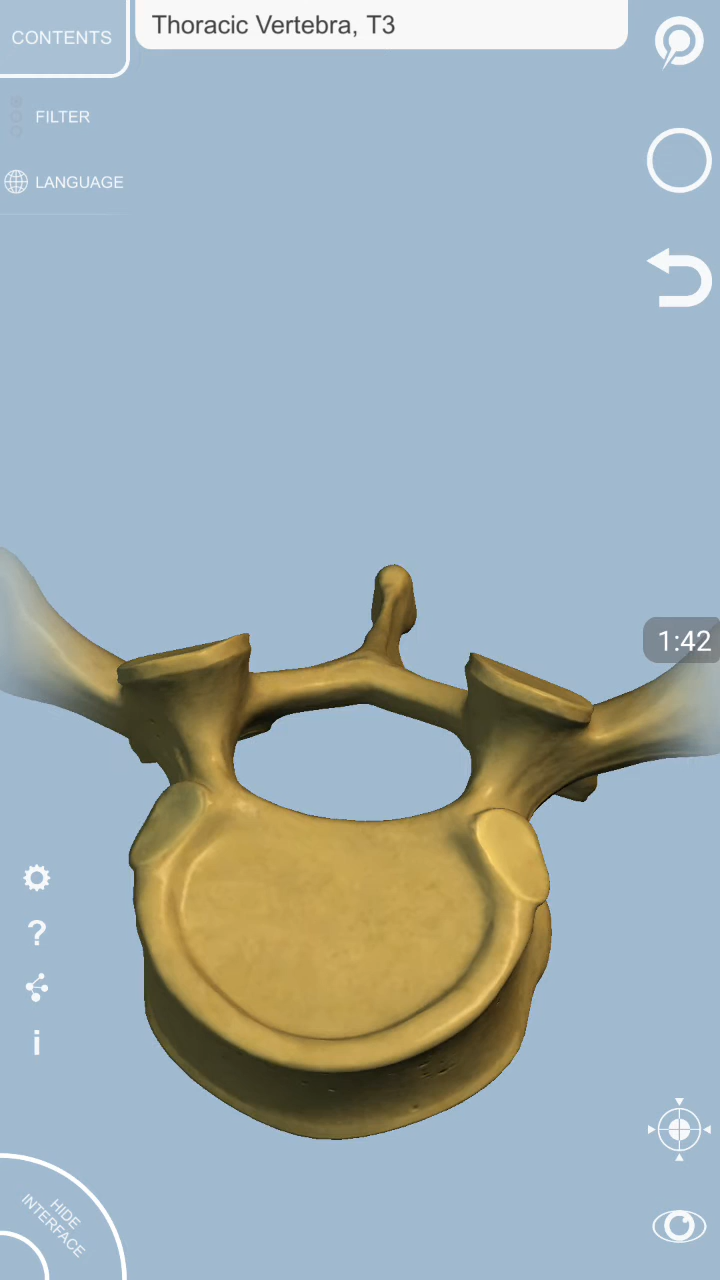 CONTENTS
Thoracic Vertebra, T3
FILTER
LANGUAGE
1:42
?
i
HIDE
INTERFACE